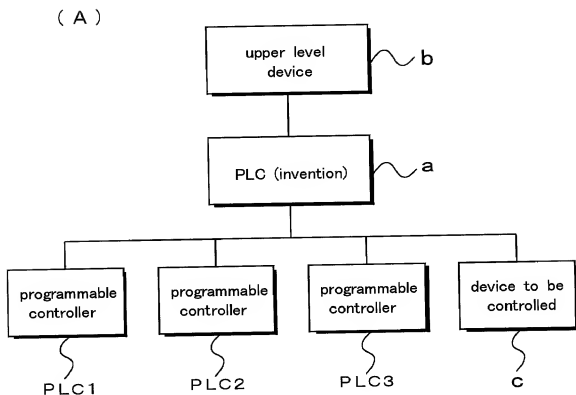 (A)
upper level
device
b
PLC (invention)
a
programmable
controller
programmable
controller
programmable
controller
device to be
controlled
PLC1
PLC2
PLC3
c